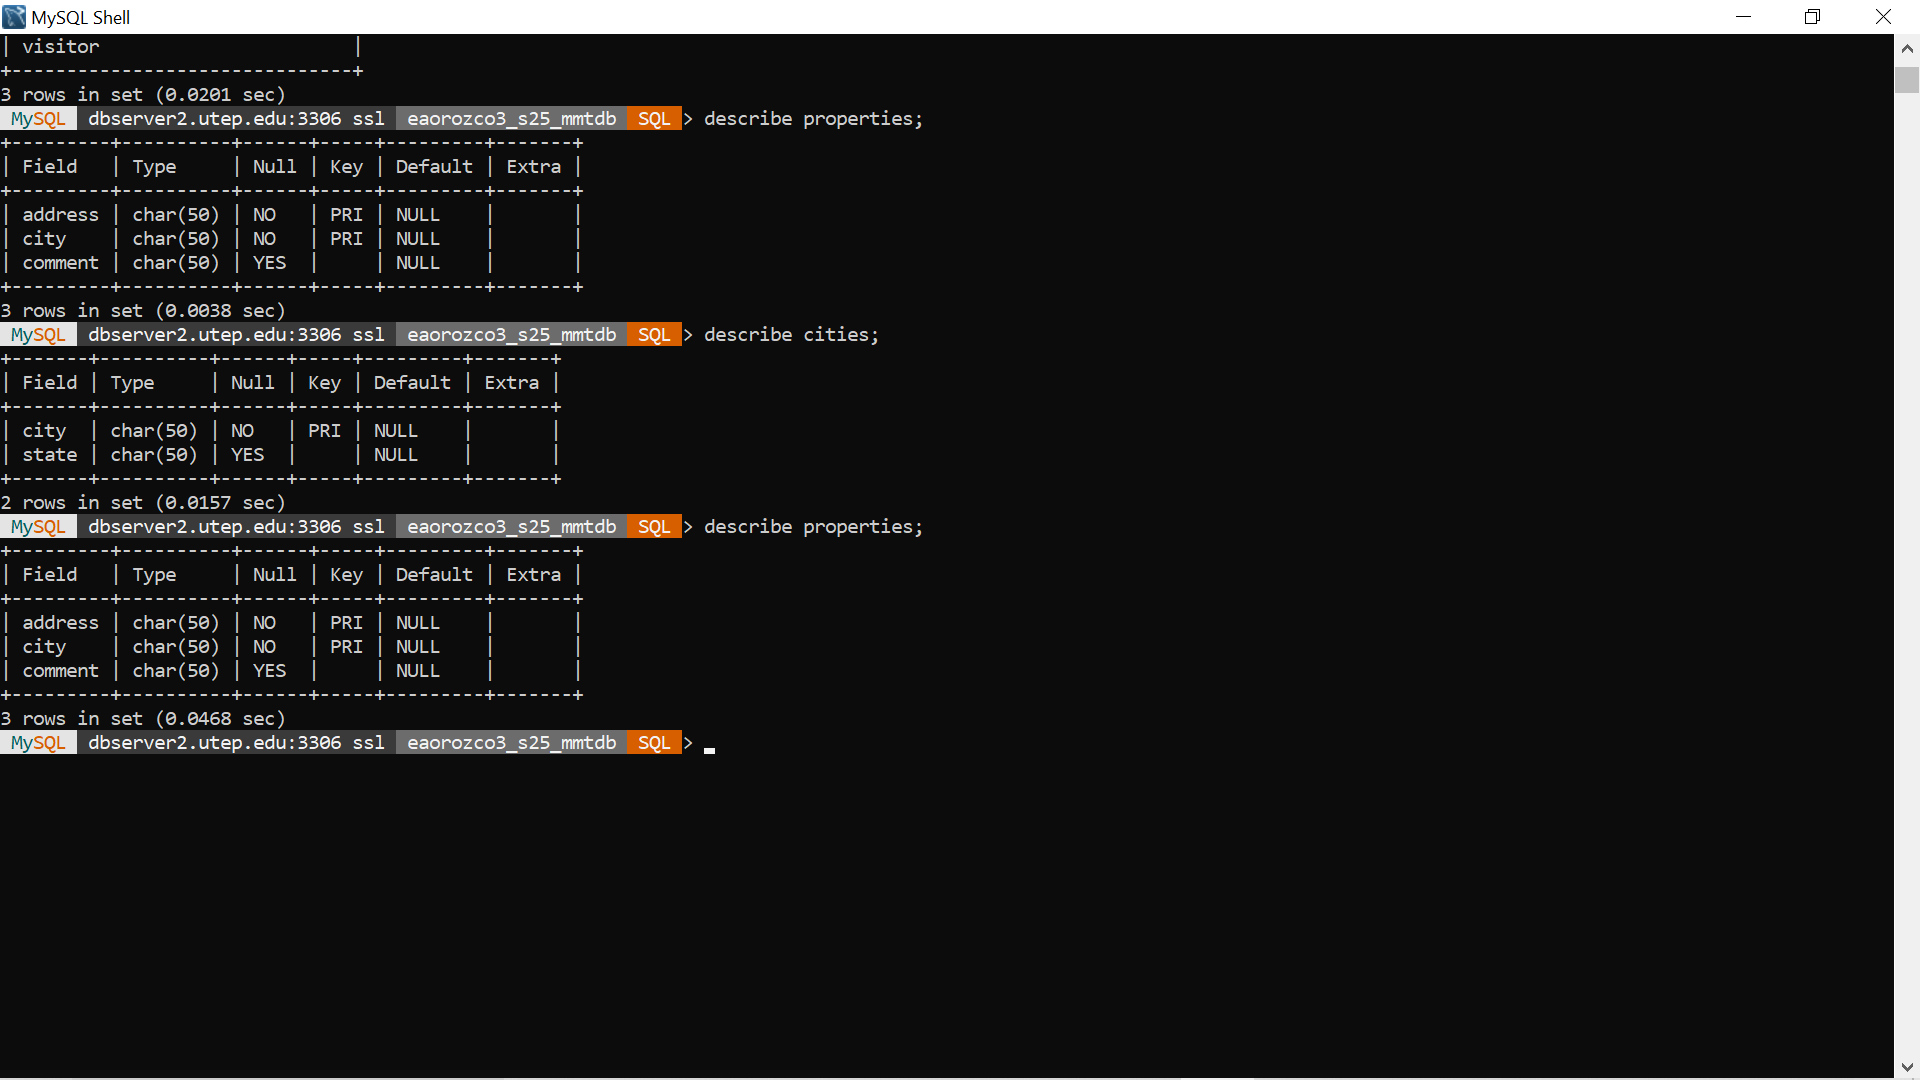 MySQL Shell
| visitor                       |
+-------------------------------+
3 rows in set (0.0201 sec)
MySQL  dbserver2.utep.edu:3306 ssl  eaorozco3_s25_mmtdb  SQL > describe properties;
+---------+----------+------+-----+---------+-------+
| Field   | Type     | Null | Key | Default | Extra |
+---------+----------+------+-----+---------+-------+
| address | char(50) | NO   | PRI | NULL    |       |
| city    | char(50) | NO   | PRI | NULL    |       |
| comment | char(50) | YES  |     | NULL    |       |
+---------+----------+------+-----+---------+-------+
3 rows in set (0.0038 sec)
MySQL  dbserver2.utep.edu:3306 ssl  eaorozco3_s25_mmtdb  SQL > describe cities;
+-------+----------+------+-----+---------+-------+
| Field | Type     | Null | Key | Default | Extra |
+-------+----------+------+-----+---------+-------+
| city  | char(50) | NO   | PRI | NULL    |       |
| state | char(50) | YES  |     | NULL    |       |
+-------+----------+------+-----+---------+-------+
2 rows in set (0.0157 sec)
MySQL  dbserver2.utep.edu:3306 ssl  eaorozco3_s25_mmtdb  SQL > describe properties;
+---------+----------+------+-----+---------+-------+
| Field   | Type     | Null | Key | Default | Extra |
+---------+----------+------+-----+---------+-------+
| address | char(50) | NO   | PRI | NULL    |       |
| city    | char(50) | NO   | PRI | NULL    |       |
| comment | char(50) | YES  |     | NULL    |       |
+---------+----------+------+-----+---------+-------+
3 rows in set (0.0468 sec)
MySQL  dbserver2.utep.edu:3306 ssl  eaorozco3_s25_mmtdb  SQL > _